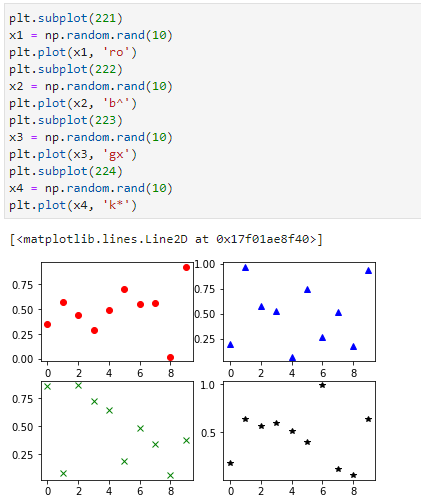 plt.subplot(221)
x1 = np.random.rand(10)
plt.plot(x1, 'ro')
plt.subplot(222)
x2 = np.random.rand(10)
plt.plot(x2, 'b^')
plt.subplot(223)
x3 = np.random.rand(10)
plt.plot(x3, 'gx')
plt.subplot(224)
x4 = np.random.rand(10)
plt.plot(x4, 'k*')
[<matplotlib.lines.Line2D at 0x17f01ae8f40>]
0.75
0.50
0.25
0.00
0 2 4 6 8
1.00
0.75
0.50
0.25
0 2 4 6 8
0.75
0.50
0.25
0 2 4 6 8
1.0
0.5
0 2 4 6 8